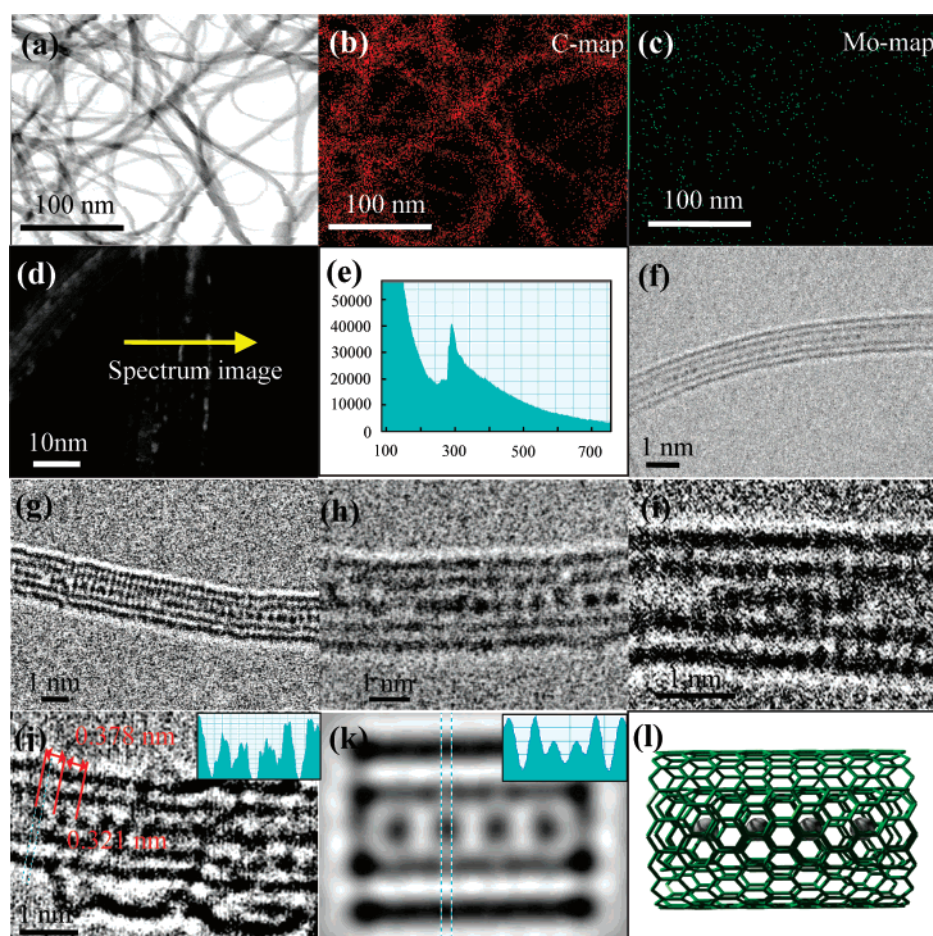 (a)
100 nm
(b)
C-map
100 nm
(c)
Mo-map
100 nm
(d)
Spectrum image
10nm
(e)
50000
40000
30000
20000
10000
0
100
300
500
700
(f)
1 nm
(g)
1 nm
(h)
1 nm
(i)
1 nm
(j)
0.378 nm
0.321 nm
1 nm
(k)
(l)